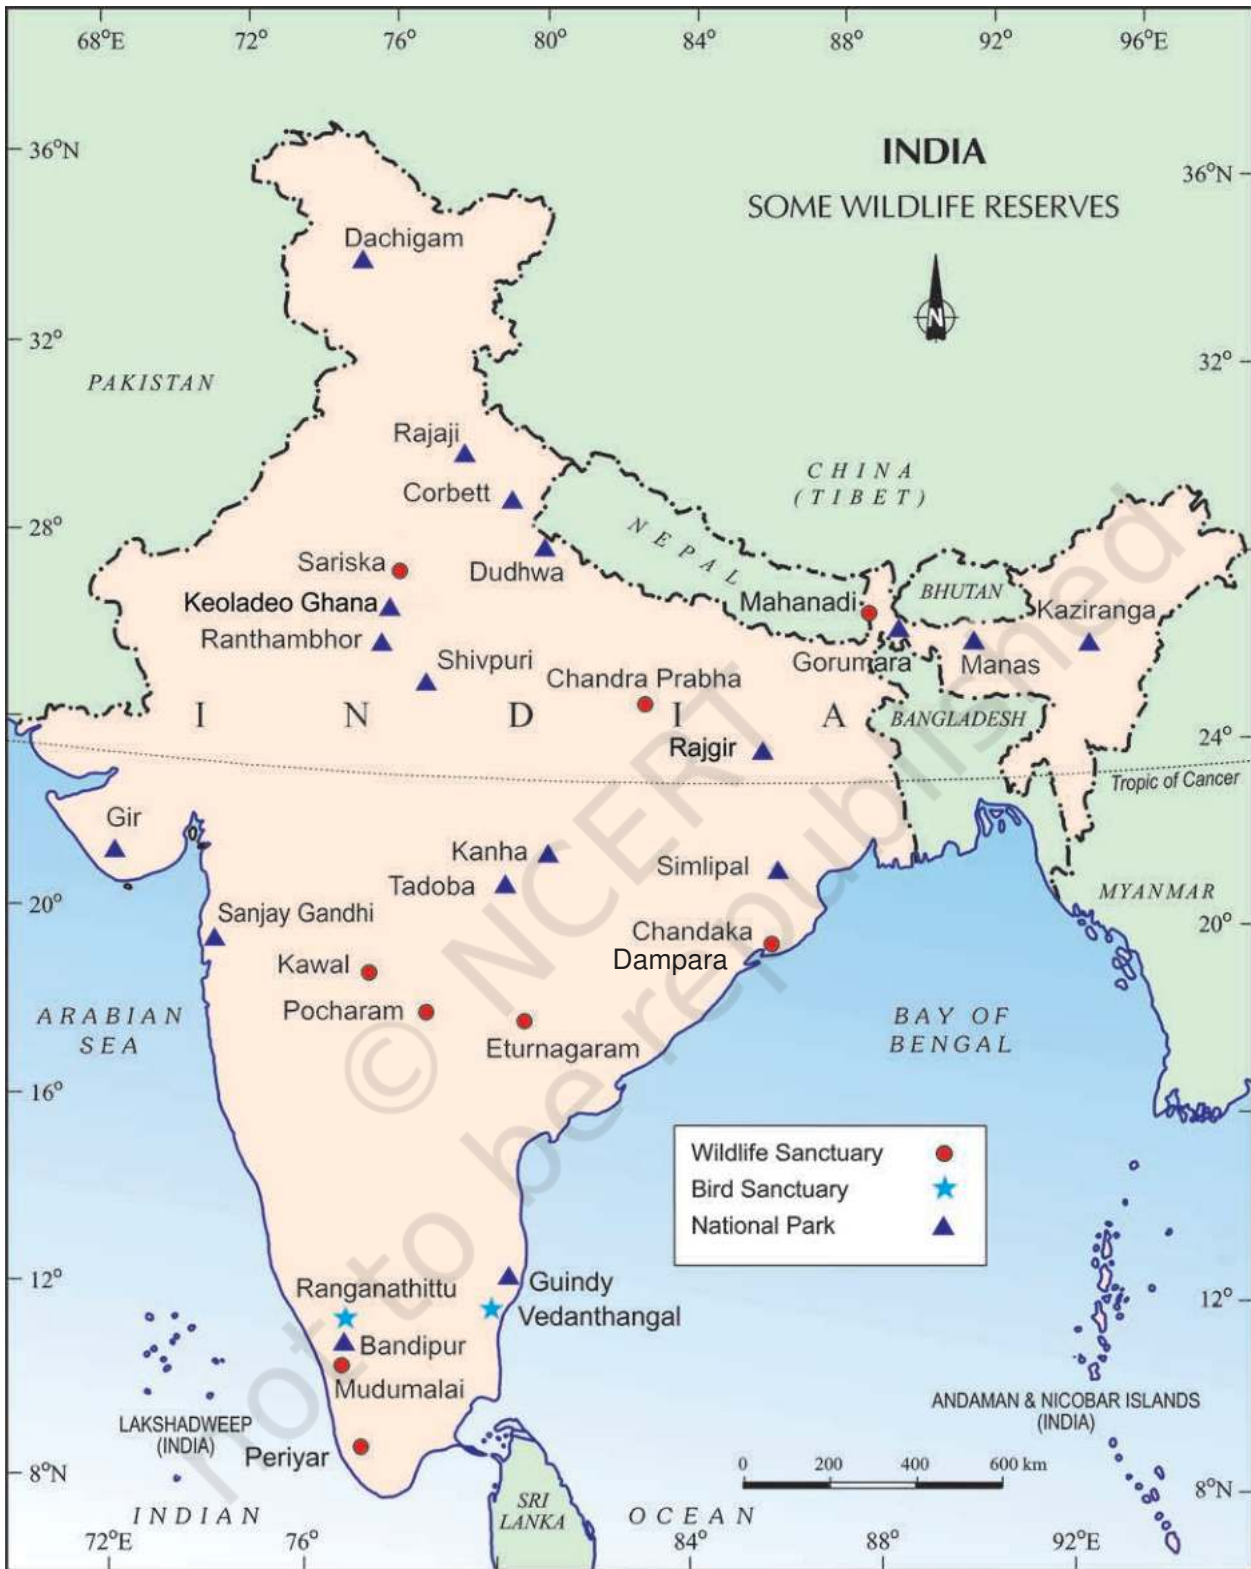 68°E 72° 76° 80° 84° 88° 92° 96°E
INDIA
SOME WILDLIFE RESERVES
36°N
36°N
N
Dachigam
32°
32°
PAKISTAN
Rajaji
Corbett
CHINA
(TIBET)
28°
NEPAL
Sariska
Dudhwa
BHUTAN
Keoladeo Ghana
Mahanadi
Kaziranga
Ranthambhor
Shivpuri
Gorumara
Manas
Chandra Prabha
INDIA
BANGLADESH
Rajgir
24°
Tropic of Cancer
Gir
Kanha
Simlipal
Tadoba
MYANMAR
20°
20°
Sanjay Gandhi
Chandaka
Dampara
Kawal
Pocharam
Eturnagaram
ARABIAN
SEA
BAY OF
BENGAL
16°
Wildlife Sanctuary
Bird Sanctuary
National Park
12°
12°
Ranganathittu
Guindy
Vedanthangal
Bandipur
Mudumalai
LAKSHADWEEP
(INDIA)
ANDAMAN & NICOBAR ISLANDS
(INDIA)
Periyar
0 200 400 600 km
8°N
8°N
SRI
LANKA
INDIAN OCEAN
72°E 76° 84° 88° 92°E
© NCERT
not to be republished